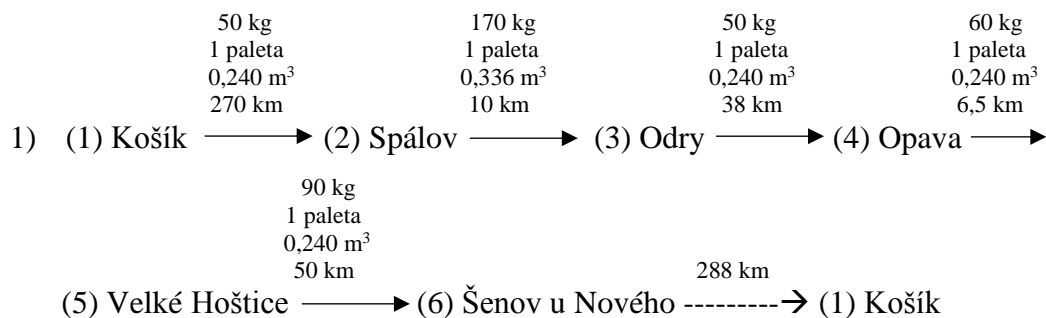 50 kg 170 kg 50 kg 60 kg
1 paleta 1 paleta 1 paleta 1 paleta
0,240 m³ 0,336 m³ 0,240 m³ 0,240 m³
270 km 10 km 38 km 6,5 km
1) (1) Košík (2) Spálov (3) Odry (4) Opava
90 kg
1 paleta
0,240 m³
50 km 288 km
(5) Velké Hoštice (6) Šenov u Nového (1) Košík